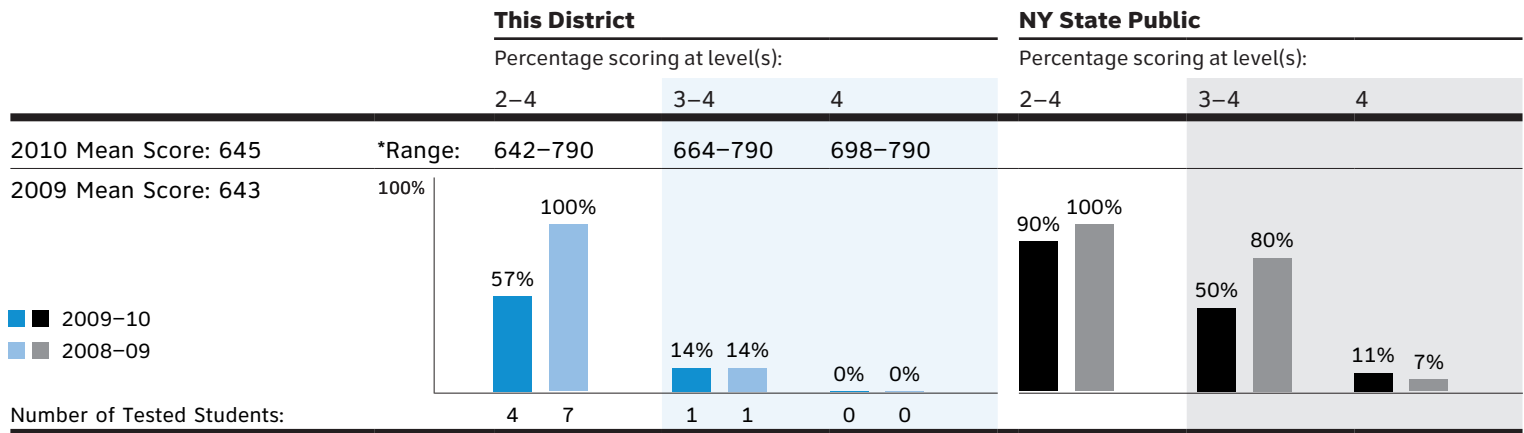 This District NY State Public
Percentage scoring at level(s): Percentage scoring at level(s):
2–4 3–4 4 2–4 3–4 4
2010 Mean Score: 645 *Range: 642–790 664–790 698–790
2009 Mean Score: 643 100%
100% 100%
90%
80%
57%
50%
14% 14% 11% 7%
0% 0%
2009–10
2008–09
Number of Tested Students: 4 7 1 1 0 0